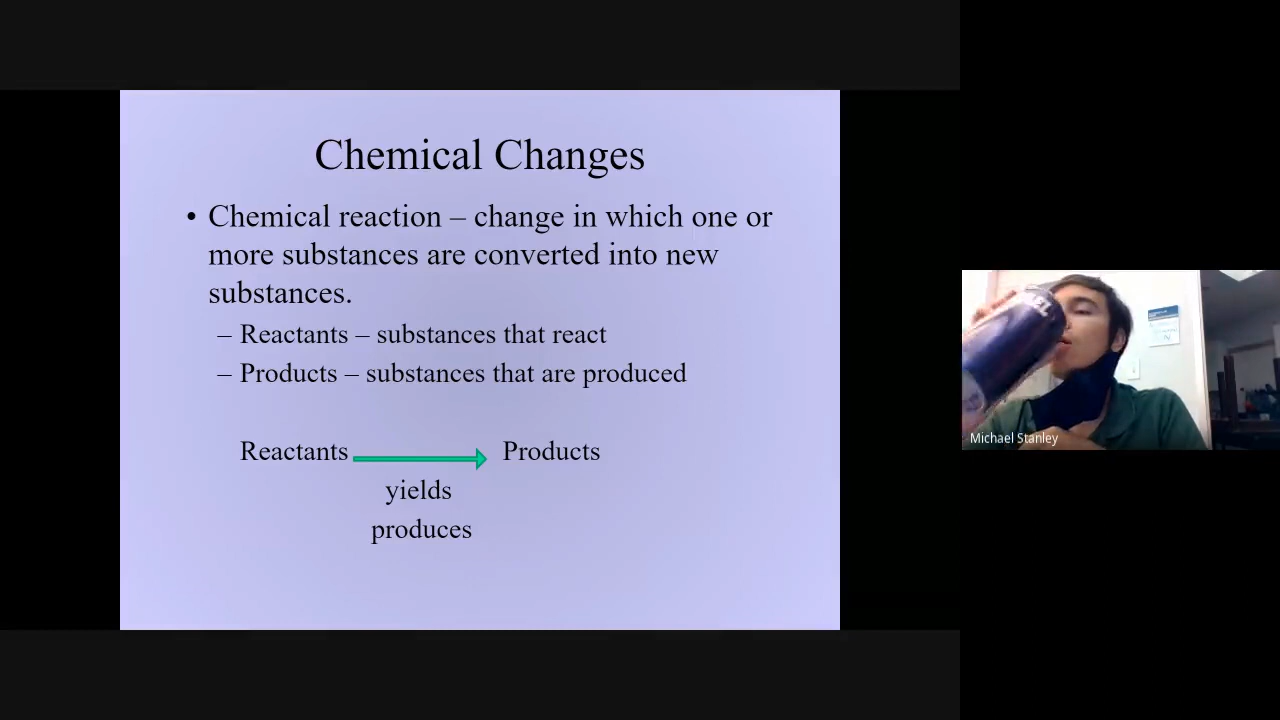 Chemical Changes
• Chemical reaction – change in which one or
more substances are converted into new
substances.
– Reactants – substances that react
– Products – substances that are produced
Reactants Products
yields
produces
Michael Stanley